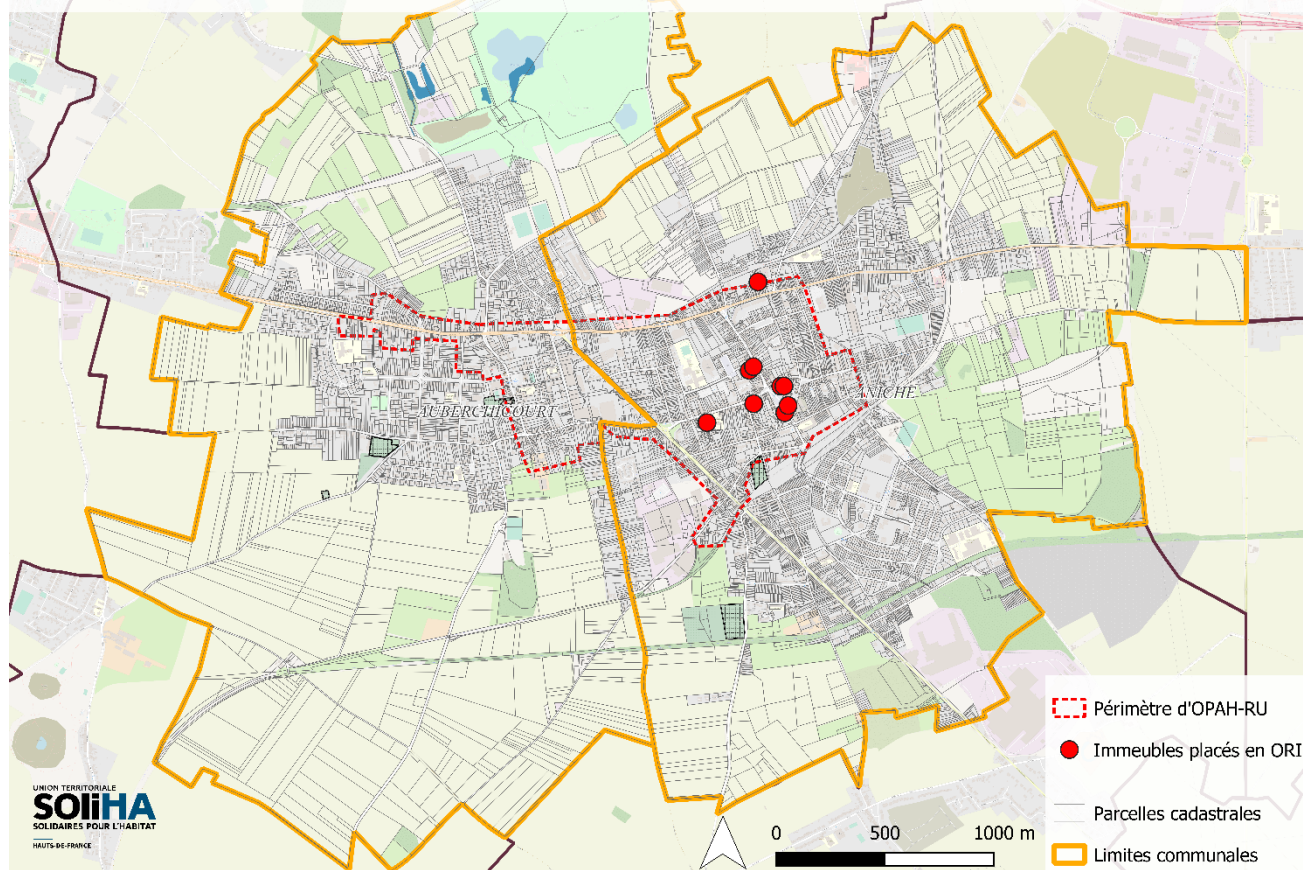 AUBERCHICOURT
ANICHE
Périmètre d'OPAH-RU
Immeubles placés en ORI
Parcelles cadastrales
Limites communales
0 500 1000 m
UNION TERRITORIALE
SOliHA
SOLIDAIRES POUR L'HABITAT
HAUTS-DE-FRANCE